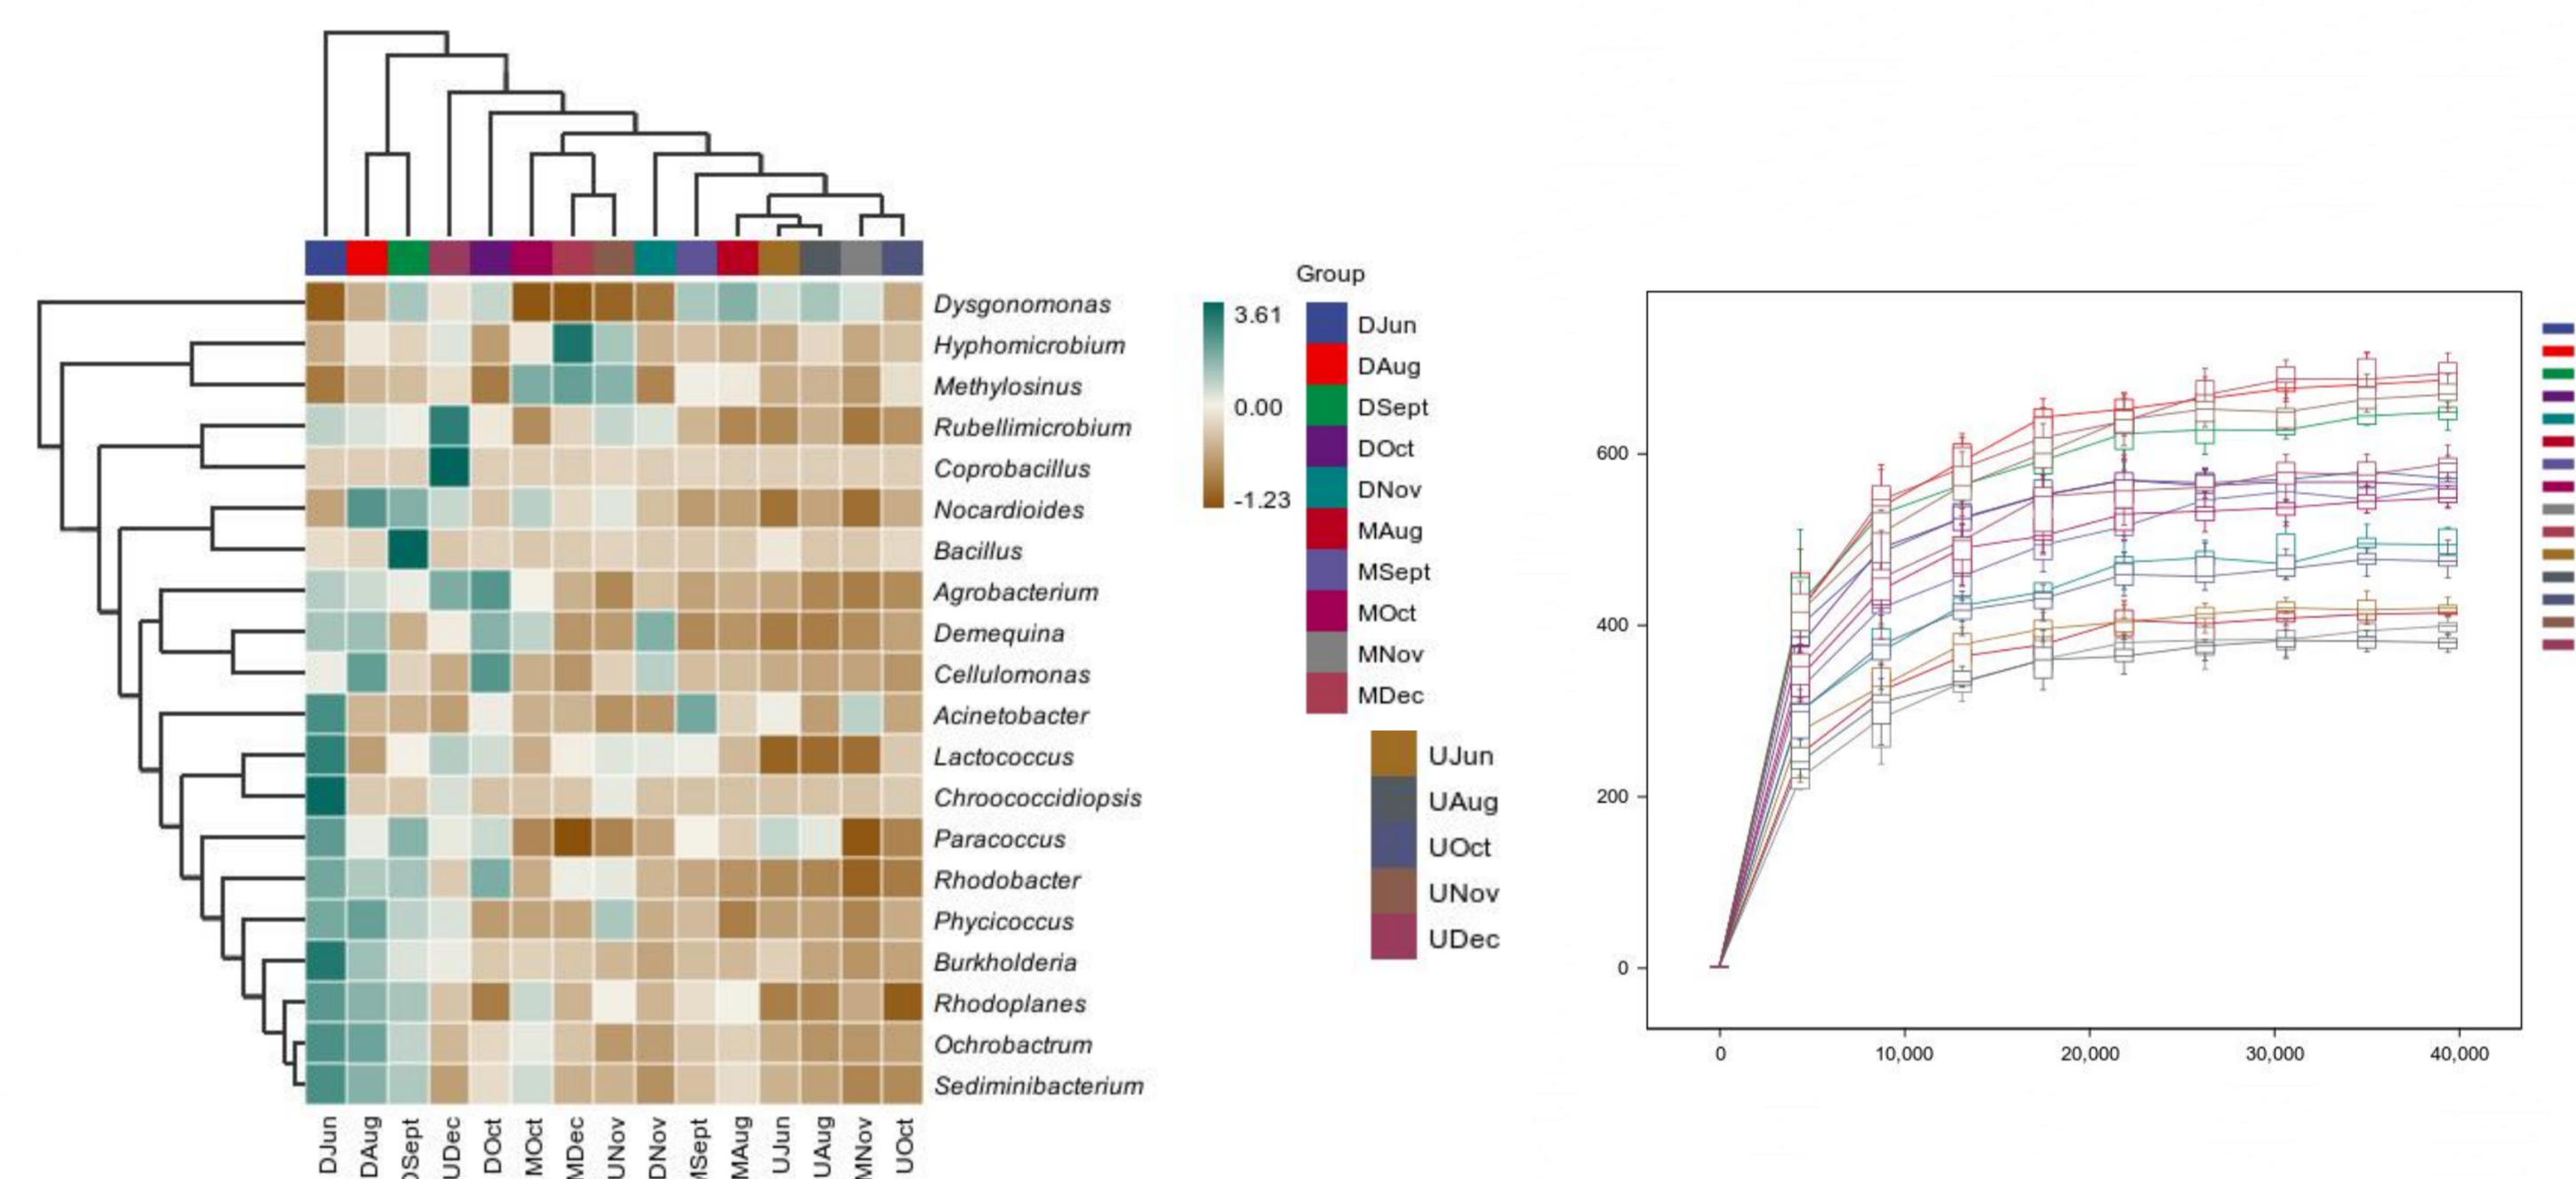 Dysgonomonas
Hyphomicrobium
Methylosinus
Rubellimicrobium
Coprobacillus
Nocardioides
Bacillus
Agrobacterium
Demequina
Cellulomonas
Acinetobacter
Lactococcus
Chroococcidiopsis
Paracoccus
Rhodobacter
Phycicoccus
Burkholderia
Rhodoplanes
Ochrobactrum
Sediminibacterium
DJun
DAug
DSept
UDec
DOct
MOct
MDec
UNov
DNov
MSept
MAug
UJun
UAug
MNov
UOct
3.61
0.00
-1.23
Group
DJun
DAug
DSept
DOct
DNov
MAug
MSept
MOct
MNov
MDec
UJun
UAug
UOct
UNov
UDec
600
400
200
0
0
10,000
20,000
30,000
40,000